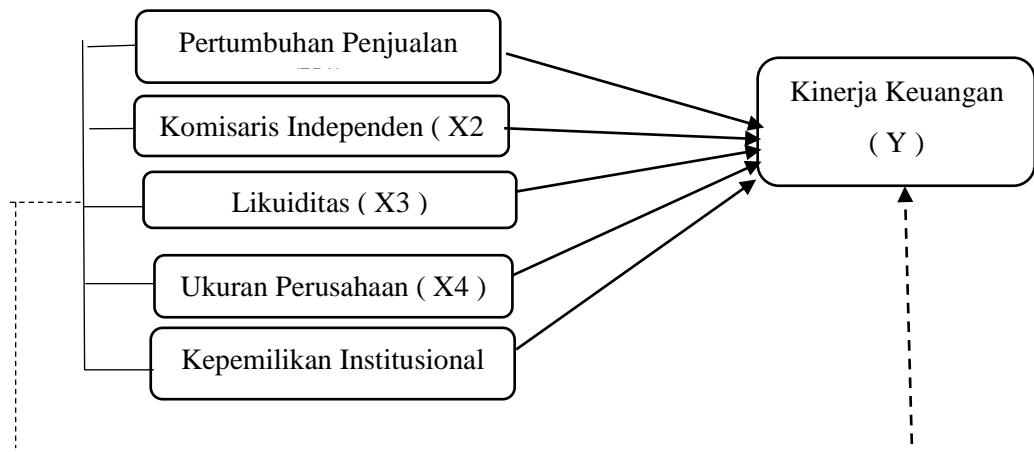 Pertumbuhan Penjualan
Komisaris Independen ( X2
Likuiditas ( X3 )
Ukuran Perusahaan ( X4 )
Kepemilikan Institusional
Kinerja Keuangan
( Y )